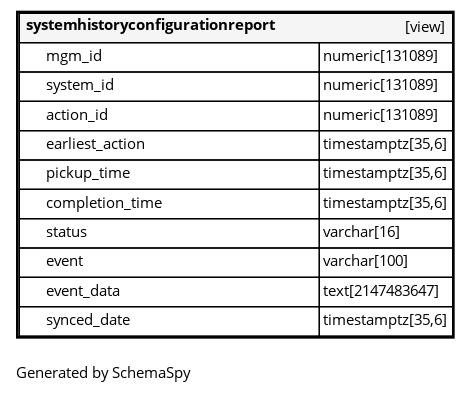 systemhistoryconfigurationreport [view]
mgm_id numeric[131089]
system_id numeric[131089]
action_id numeric[131089]
earliest_action timestamptz[35,6]
pickup_time timestamptz[35,6]
completion_time timestamptz[35,6]
status varchar[16]
event varchar[100]
event_data text[2147483647]
synced_date timestamptz[35,6]
Generated by SchemaSpy